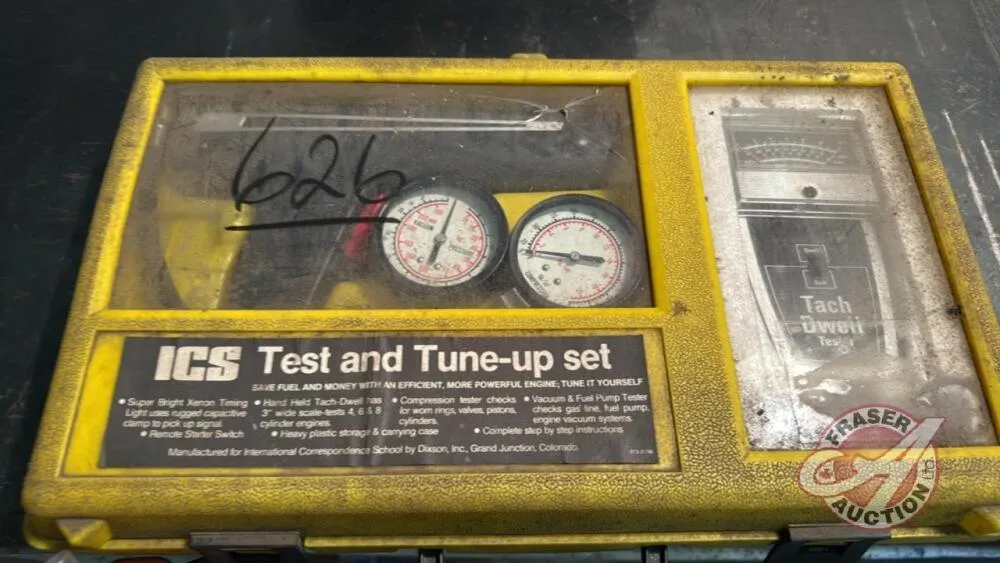 626
Tach
Dwell
Tester
ICS Test and Tune-up set
SAVE FUEL AND MONEY WITH AN EFFICIENT, MORE POWERFUL ENGINE; TUNE IT YOURSELF
• Super Bright Xenon Timing Light uses rugged capacitive clamp to pick up signal.
• Remote Starter Switch
• Hand Held Tach-Dwell has 3" wide scale-tests 4, 6 & 8 cylinder engines.
• Heavy plastic storage & carrying case
• Compression tester checks for worn rings, valves, pistons, cylinders.
• Vacuum & Fuel Pump Tester checks gas line, fuel pump, engine vacuum systems.
• Complete step by step instructions
Manufactured for International Correspondence School by Dixson, Inc., Grand Junction, Colorado.
FRASER
AUCTION
Ltd.